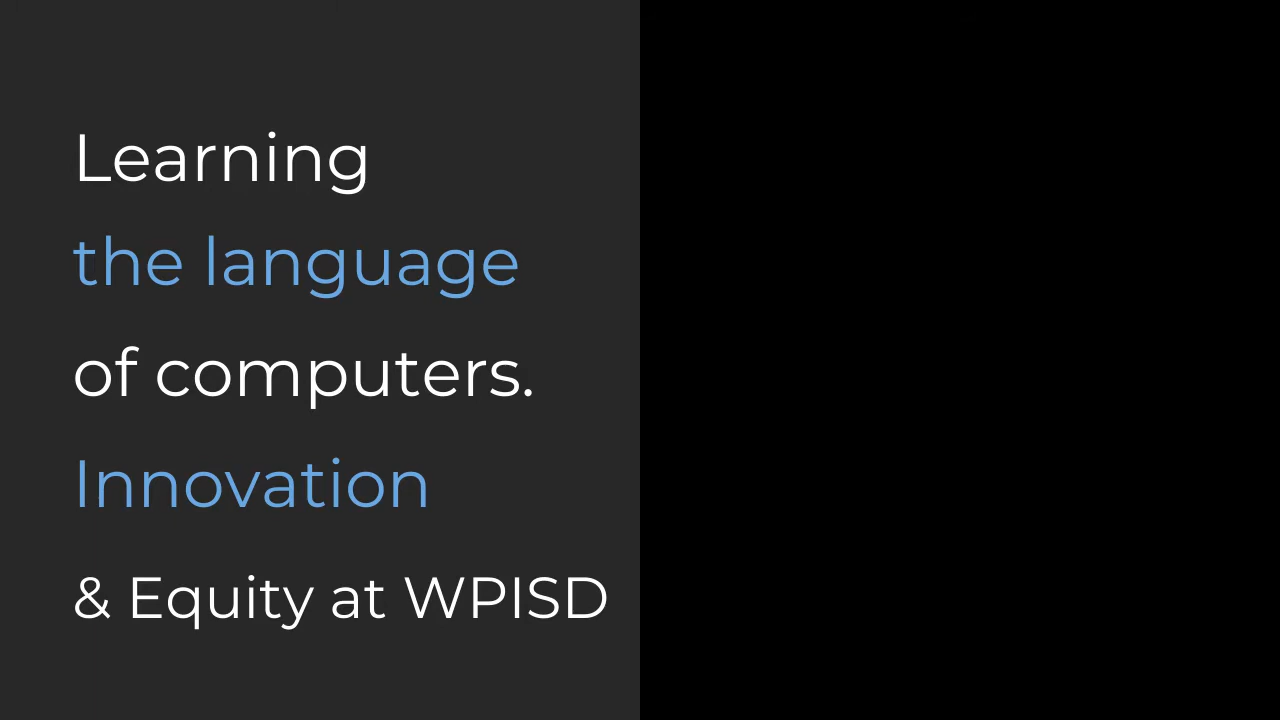 Learning
the language
of computers.
Innovation
& Equity at WPISD